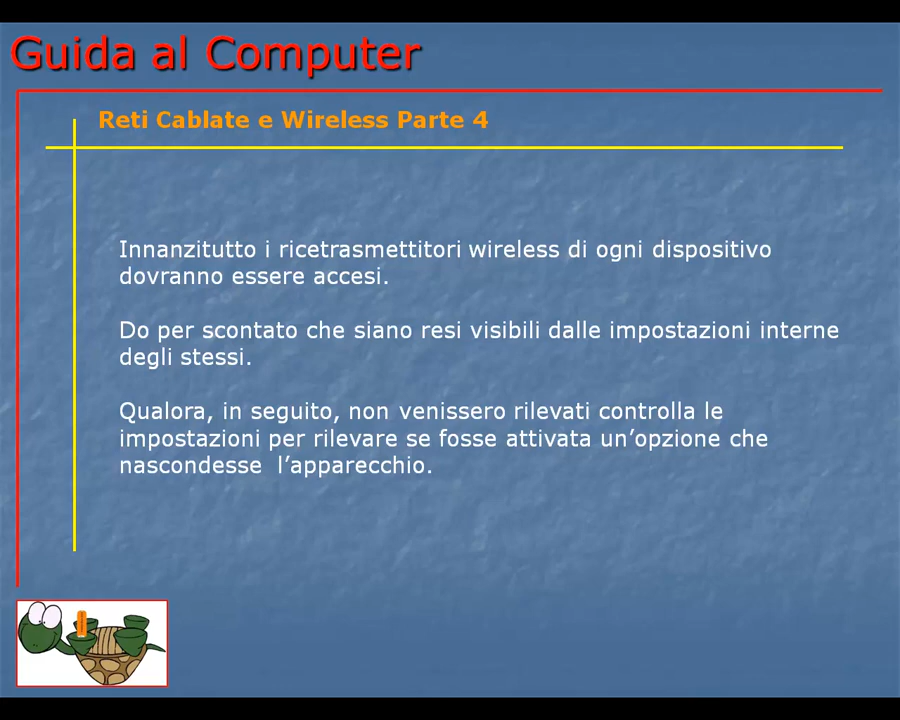 Guida al Computer
Reti Cablate e Wireless Parte 4
Innanzitutto i ricetrasmettitori wireless di ogni dispositivo
dovranno essere accesi.
Do per scontato che siano resi visibili dalle impostazioni interne
degli stessi.
Qualora, in seguito, non venissero rilevati controlla le
impostazioni per rilevare se fosse attivata un’opzione che
nascondesse  l’apparecchio.